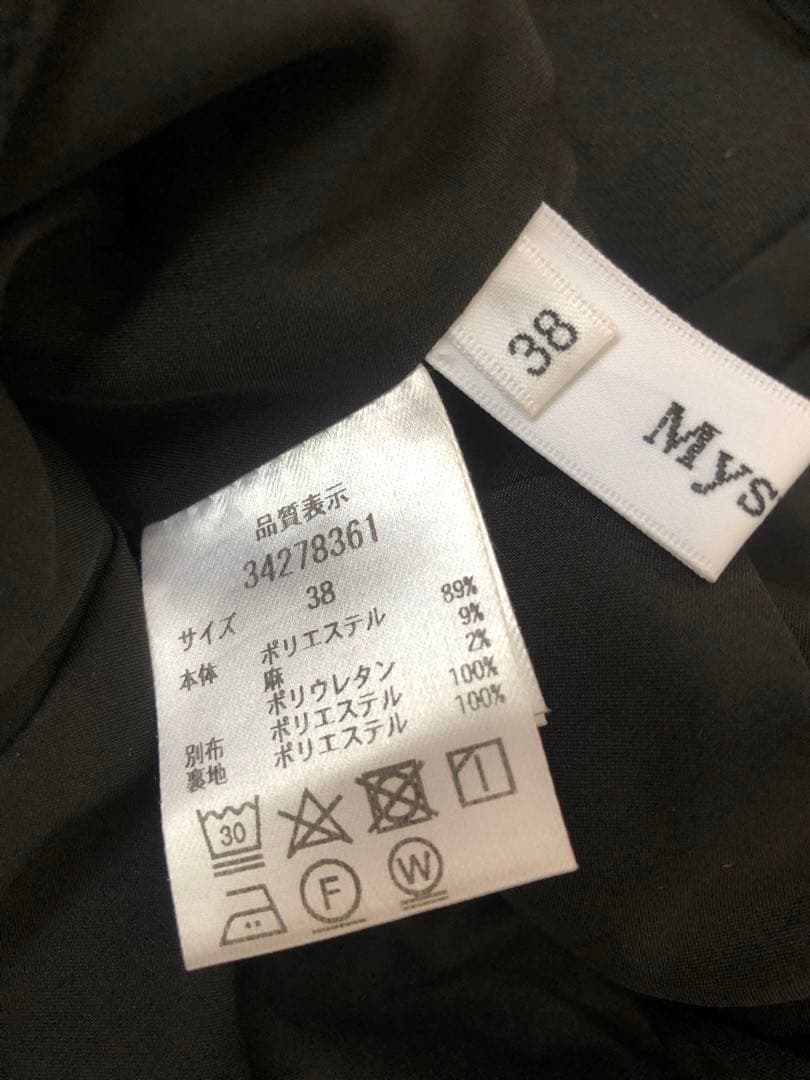 38
Mys
品質表示
34278361
サイズ 38
本体 ポリエステル 89%
麻 9%
ポリウレタン 2%
別布 ポリエステル 100%
裏地 ポリエステル 100%
30
F W